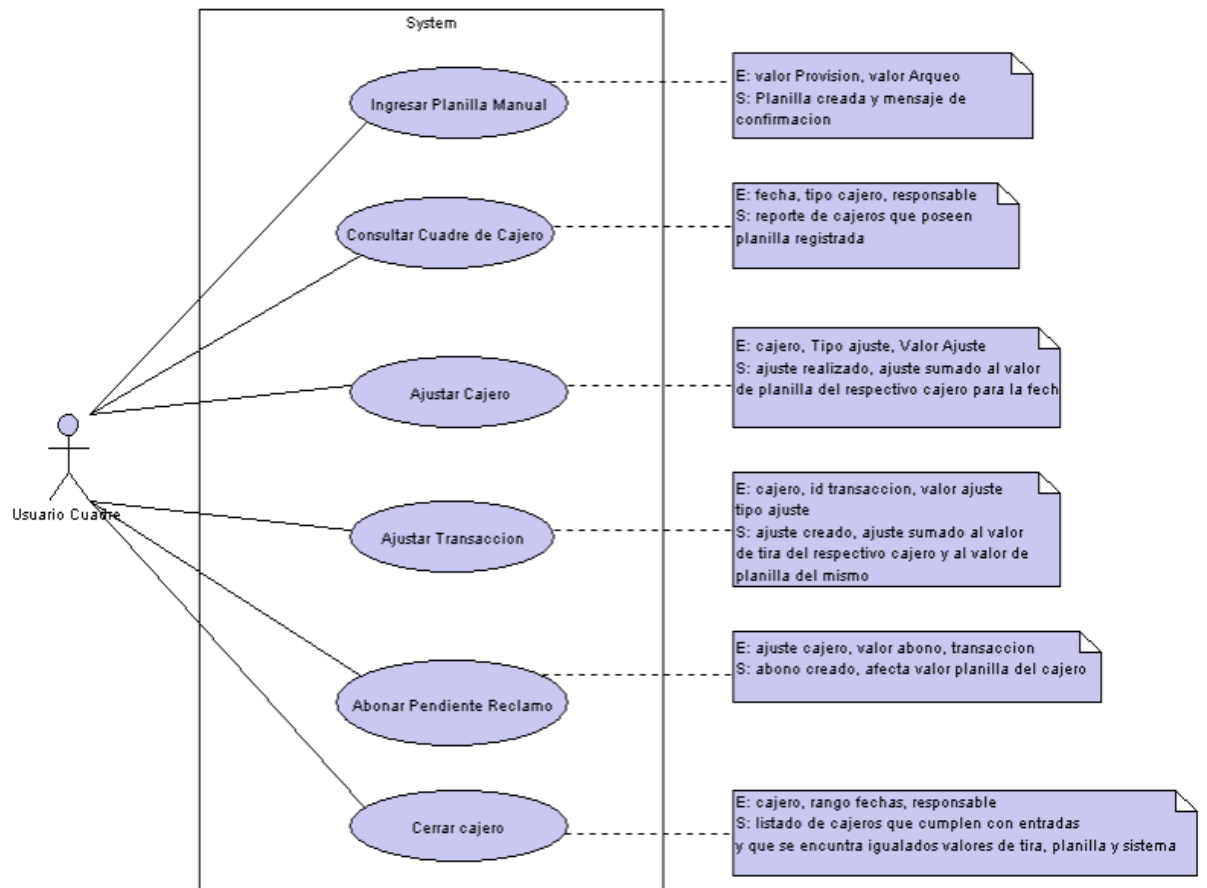 System
Ingresar Planilla Manual
E: valor Provision, valor Arqueo
S: Planilla creada y mensaje de
confirmacion
Consultar Cuadre de Cajero
E: fecha, tipo cajero, responsable
S: reporte de cajeros que poseen
planilla registrada
Ajustar Cajero
E: cajero, Tipo ajuste, Valor Ajuste
S: ajuste realizado, ajuste sumado al valor
de planilla del respectivo cajero para la fech
Usuario Cuadre
Ajustar Transaccion
E: cajero, id transaccion, valor ajuste
tipo ajuste
S: ajuste creado, ajuste sumado al valor
de tira del respectivo cajero y al valor de
planilla del mismo
Abonar Pendiente Reclamo
E: ajuste cajero, valor abono, transaccion
S: abono creado, afecta valor planilla del cajero
Cerrar cajero
E: cajero, rango fechas, responsable
S: listado de cajeros que cumplen con entradas
y que se encuntra igualados valores de tira, planilla y sistema